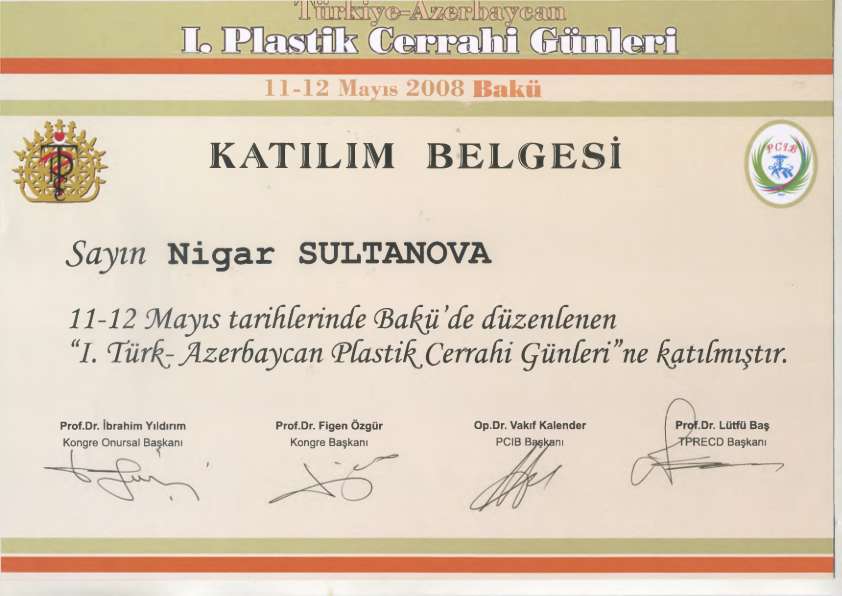 Türkiye-Azerbaycan
I. Plastik Cerrahi Günleri
11-12 Mayıs 2008 Bakü
KATILIM BELGESİ
PCIB
Sayın Nigar SULTANOVA
11-12 Mayıs tarihlerinde Bakü'de düzenlenen
"I. Türk- Azerbaycan Plastik Cerrahi Günleri"ne katılmıştır.
Prof.Dr. İbrahim Yıldırım
Kongre Onursal Başkanı
Prof.Dr. Figen Özgür
Kongre Başkanı
Op.Dr. Vakıf Kalender
PCIB Başkanı
Prof.Dr. Lütfü Baş
TPRECD Başkanı